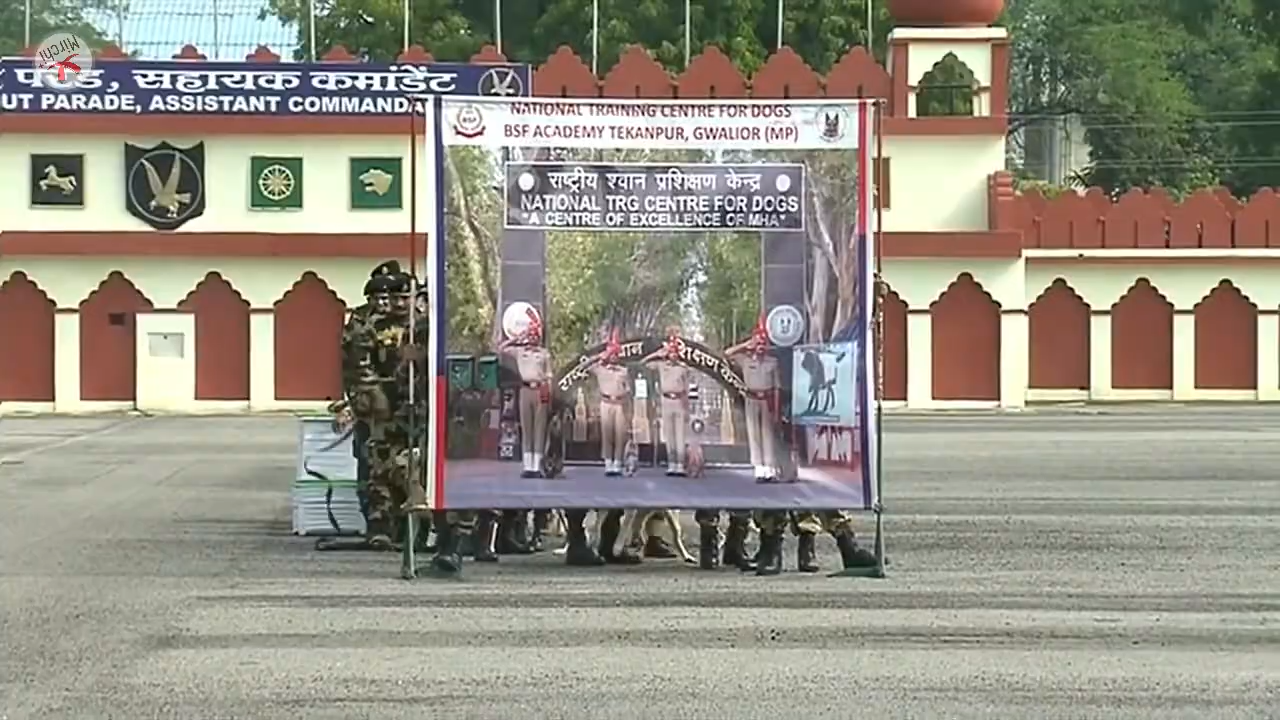 Mirchi
परेड, सहायक कमांडेंट
UT PARADE, ASSISTANT COMMANDA
NATIONAL TRAINING CENTRE FOR DOGS
BSF ACADEMY TEKANPUR, GWALIOR (MP)
BSF
राष्ट्रीय श्वान प्रशिक्षण केन्द्र
NATIONAL TRG CENTRE FOR DOGS
"A CENTRE OF EXCELLENCE OF MHA"